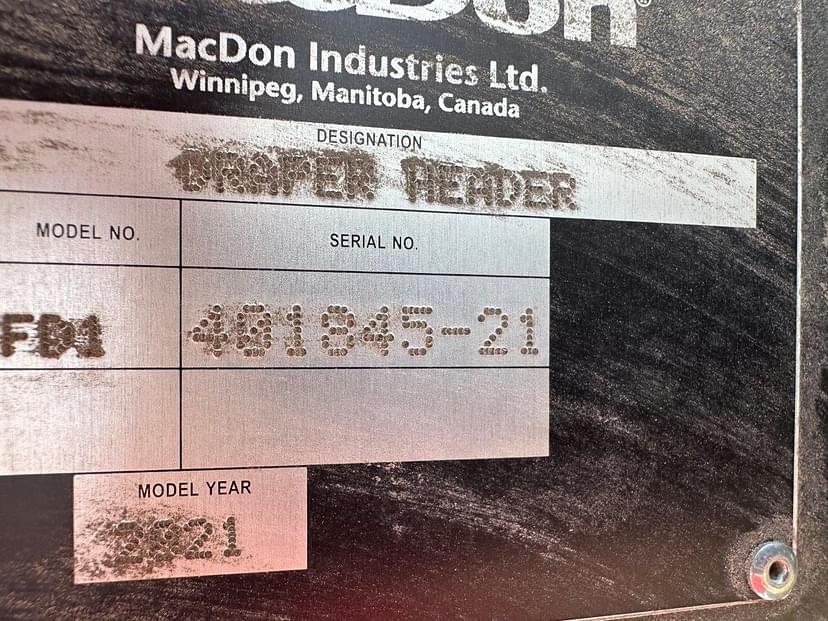 MacDon®
MacDon Industries Ltd.
Winnipeg, Manitoba, Canada
DESIGNATION
DRAPER HEADER
MODEL NO. SERIAL NO.
FD1 401845-21
MODEL YEAR
2021